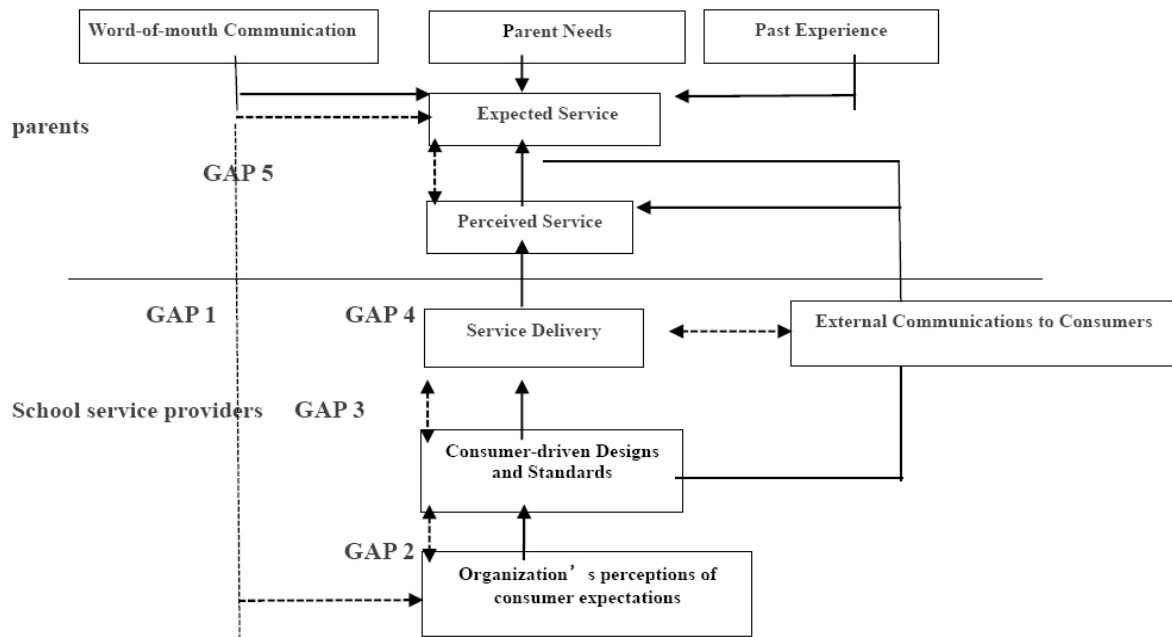 Word-of-mouth Communication
Parent Needs
Past Experience
Expected Service
parents
GAP 5
Perceived Service
GAP 1
GAP 4
Service Delivery
External Communications to Consumers
School service providers
GAP 3
Consumer-driven Designs
and Standards
GAP 2
Organization’s perceptions of
consumer expectations